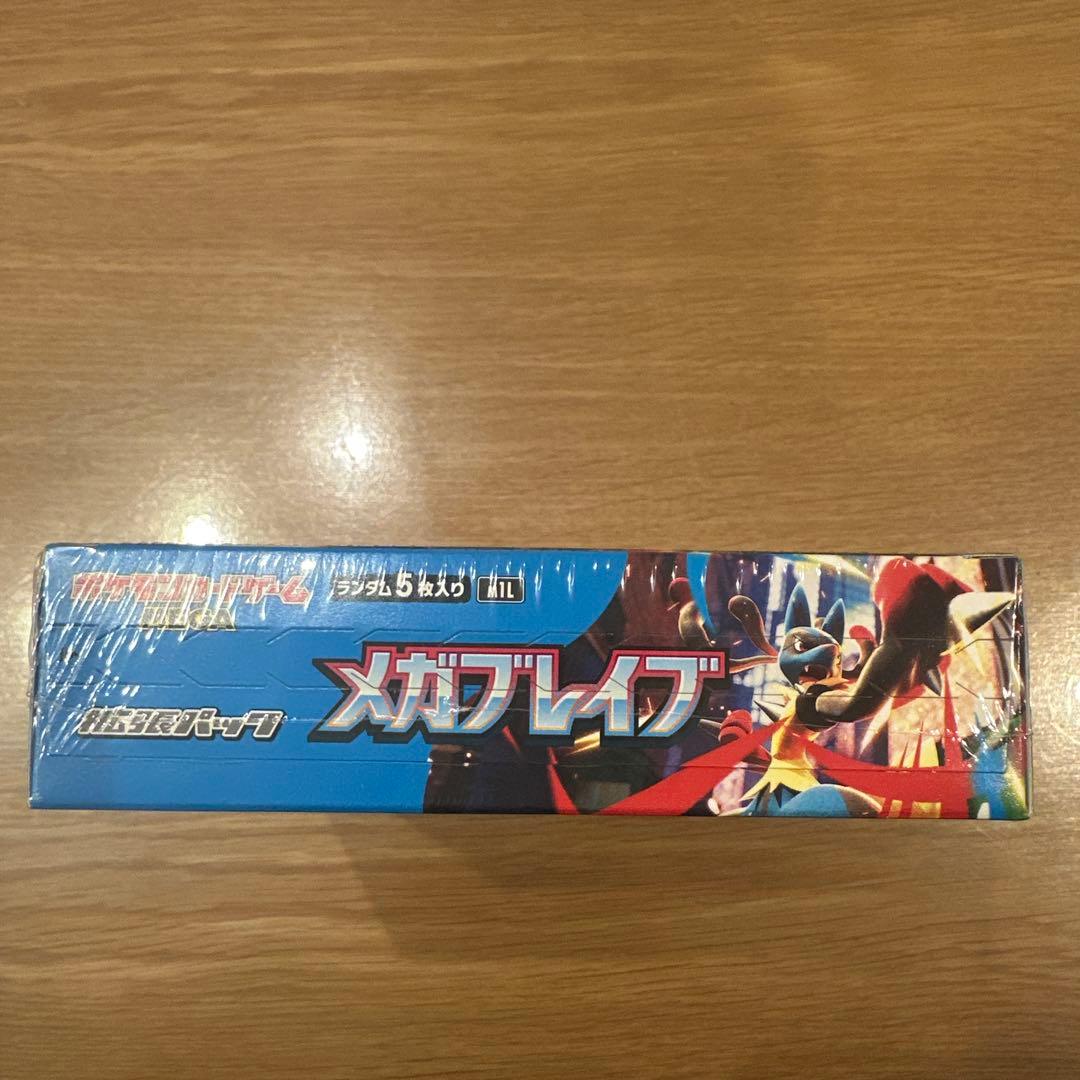 ポケモンカードゲーム
MEGA
ランダム5枚入り M1L
拡張パック
メガブレイブ